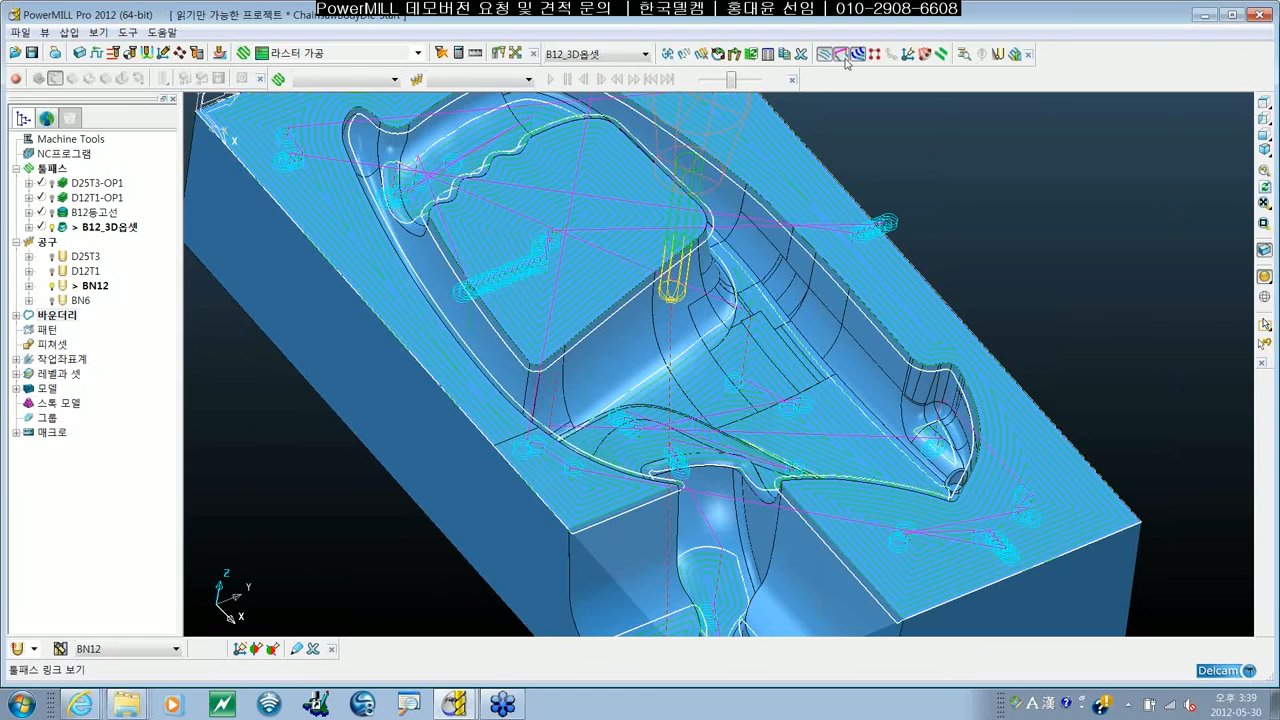 PowerMILL 데모버전 요청 및 견적 문의 | 한국델켐 | 홍대윤 선임 | 010-2908-6608
PowerMILL Pro 2012 (64-bit) [ 읽기만 가능한 프로젝트 * ChainsawBodyDie-Start ]
파일 뷰 삽입 보기 도구 도움말
라스터 가공
B12_3D옵셋
Machine Tools
NC프로그램
툴패스
D25T3-OP1
D12T1-OP1
B12등고선
> B12_3D옵셋
공구
D25T3
D12T1
> BN12
BN6
바운더리
패턴
피쳐셋
작업좌표계
레벨과 셋
모델
스톡 모델
그룹
매크로
X
Z
Y
X
BN12
툴패스 링크 보기
Delcam
A 漢
오후 3:39
2012-05-30